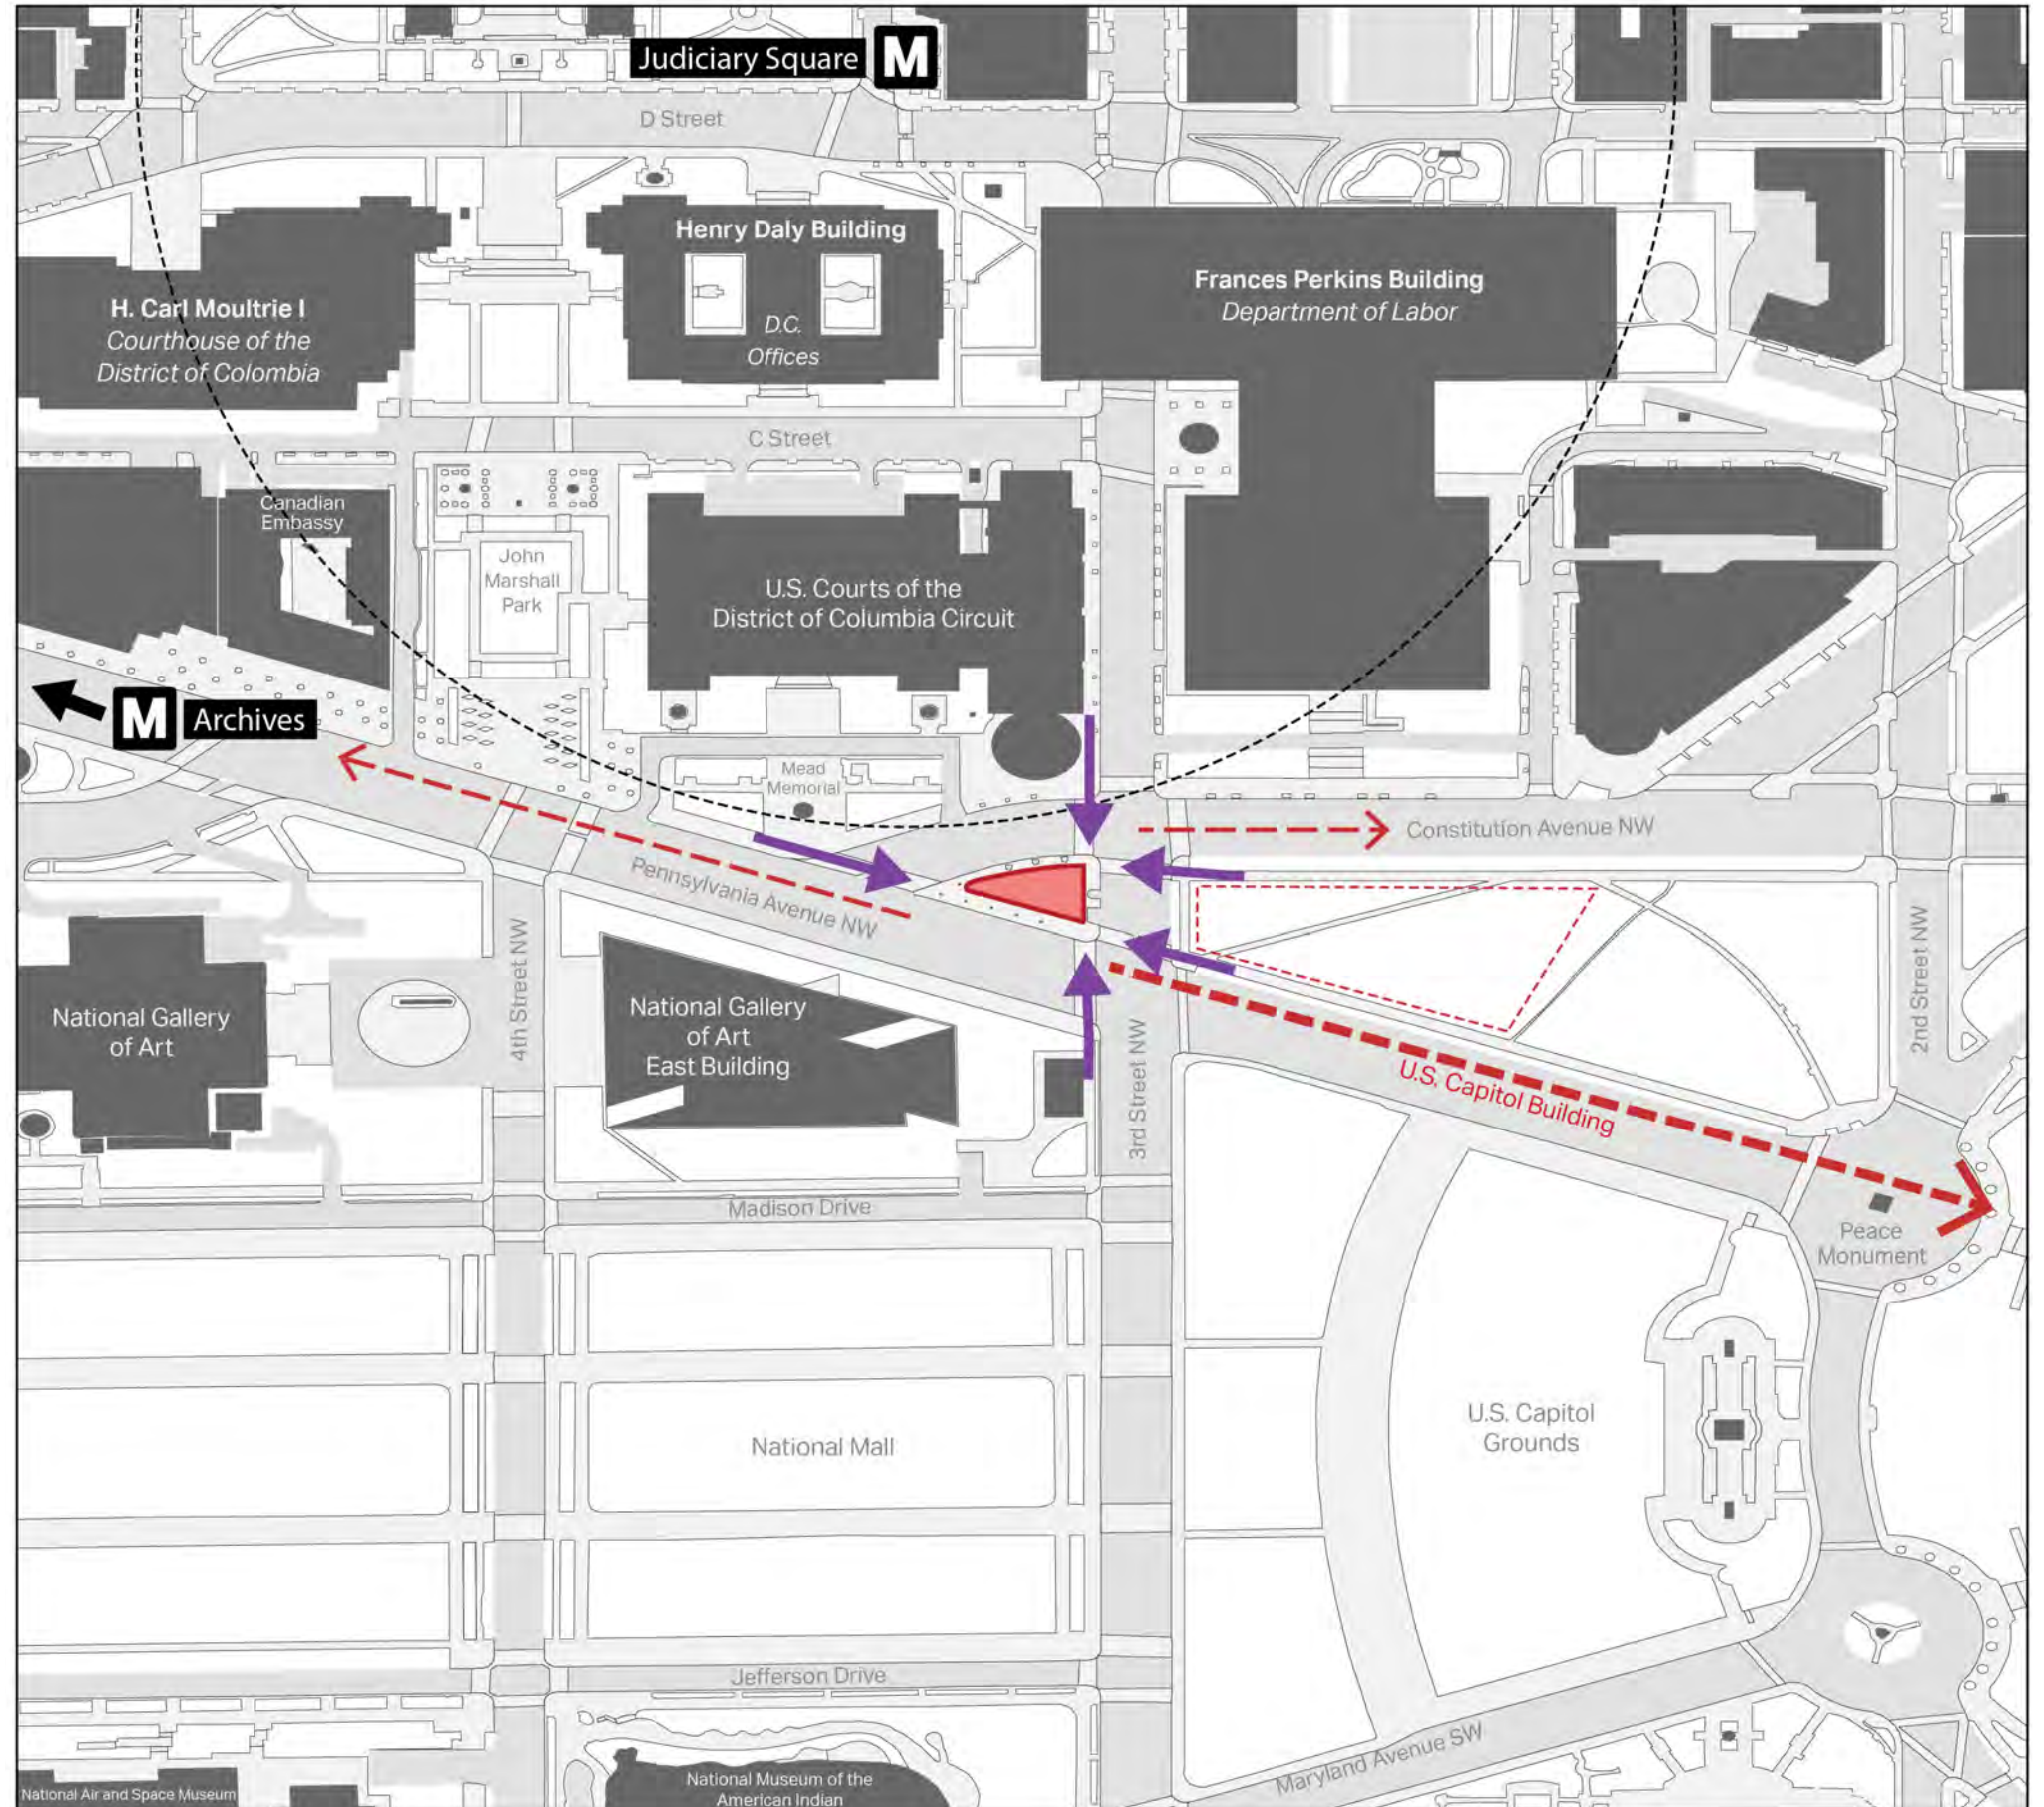 Judiciary Square M
D Street
Henry Daly Building
D.C.
Offices
Frances Perkins Building
Department of Labor
H. Carl Moultrie I
Courthouse of the
District of Colombia
C Street
Canadian
Embassy
John
Marshall
Park
U.S. Courts of the
District of Columbia Circuit
M Archives
Mead
Memorial
Constitution Avenue NW
Pennsylvania Avenue NW
National Gallery
of Art
4th Street NW
National Gallery
of Art
East Building
3rd Street NW
2nd Street NW
U.S. Capitol Building
Madison Drive
Peace
Monument
National Mall
U.S. Capitol
Grounds
Jefferson Drive
Maryland Avenue SW
National Air and Space Museum
National Museum of the
American Indian